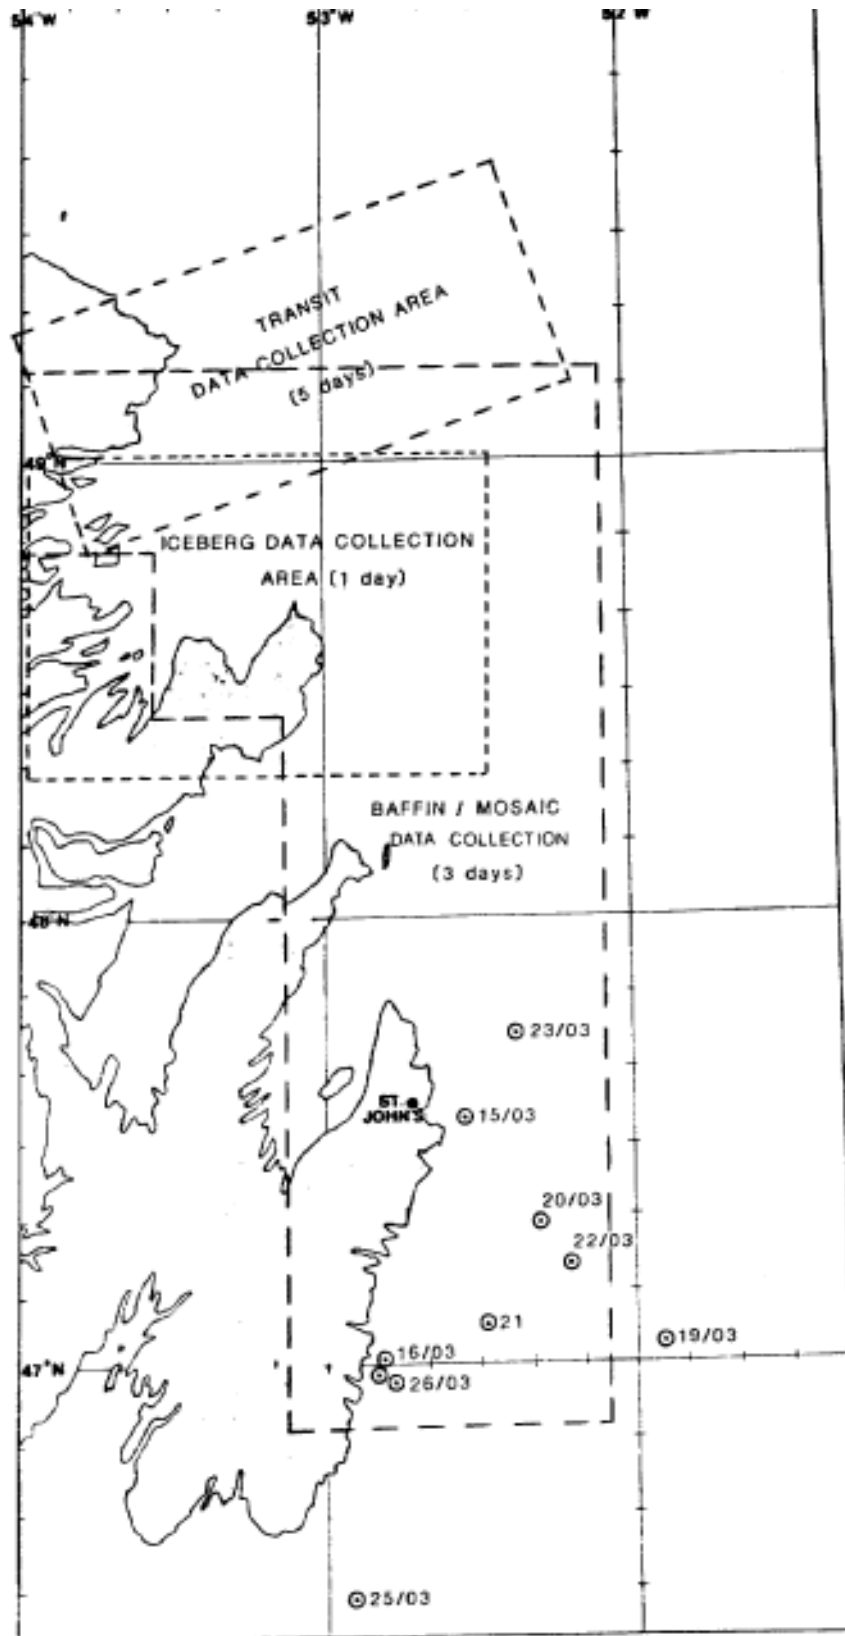 54°W
53°W
52°W
TRANSIT
DATA COLLECTION AREA
(5 days)
49°N
ICEBERG DATA COLLECTION
AREA (1 day)
BAFFIN / MOSAIC
DATA COLLECTION
(3 days)
48°N
23/03
ST.
JOHN'S
15/03
20/03
22/03
21
19/03
16/03
47°N
26/03
25/03